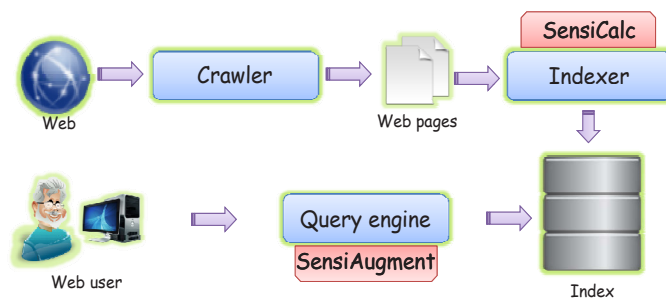 SensiCalc
Web
Crawler
Web pages
Indexer
Web user
Query engine
SensiAugment
Index